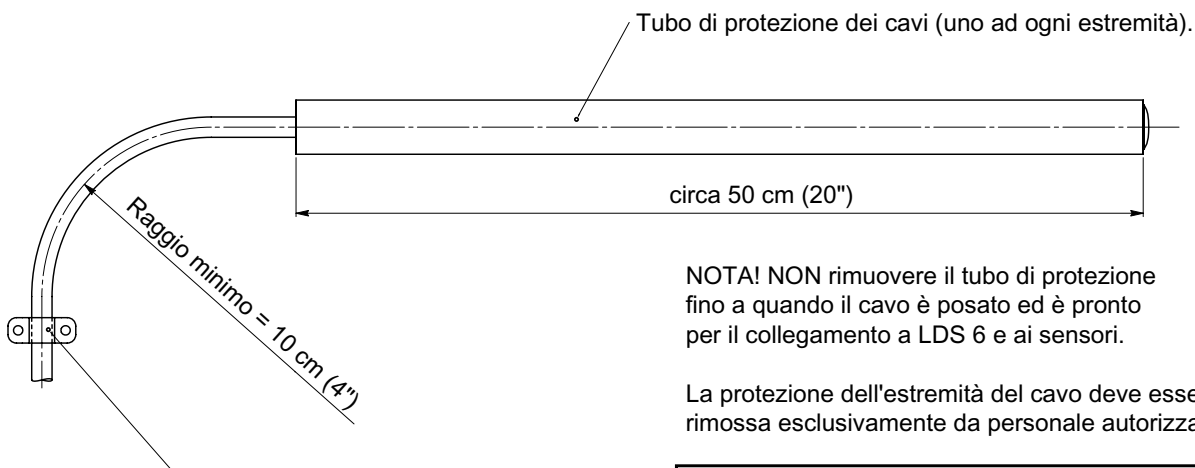 Tubo di protezione dei cavi (uno ad ogni estremità).
circa 50 cm (20")
Raggio minimo = 10 cm (4")
NOTA! NON rimuovere il tubo di protezione
fino a quando il cavo è posato ed è pronto
per il collegamento a LDS 6 e ai sensori.
La protezione dell'estremità del cavo deve esse
rimossa esclusivamente da personale autorizza